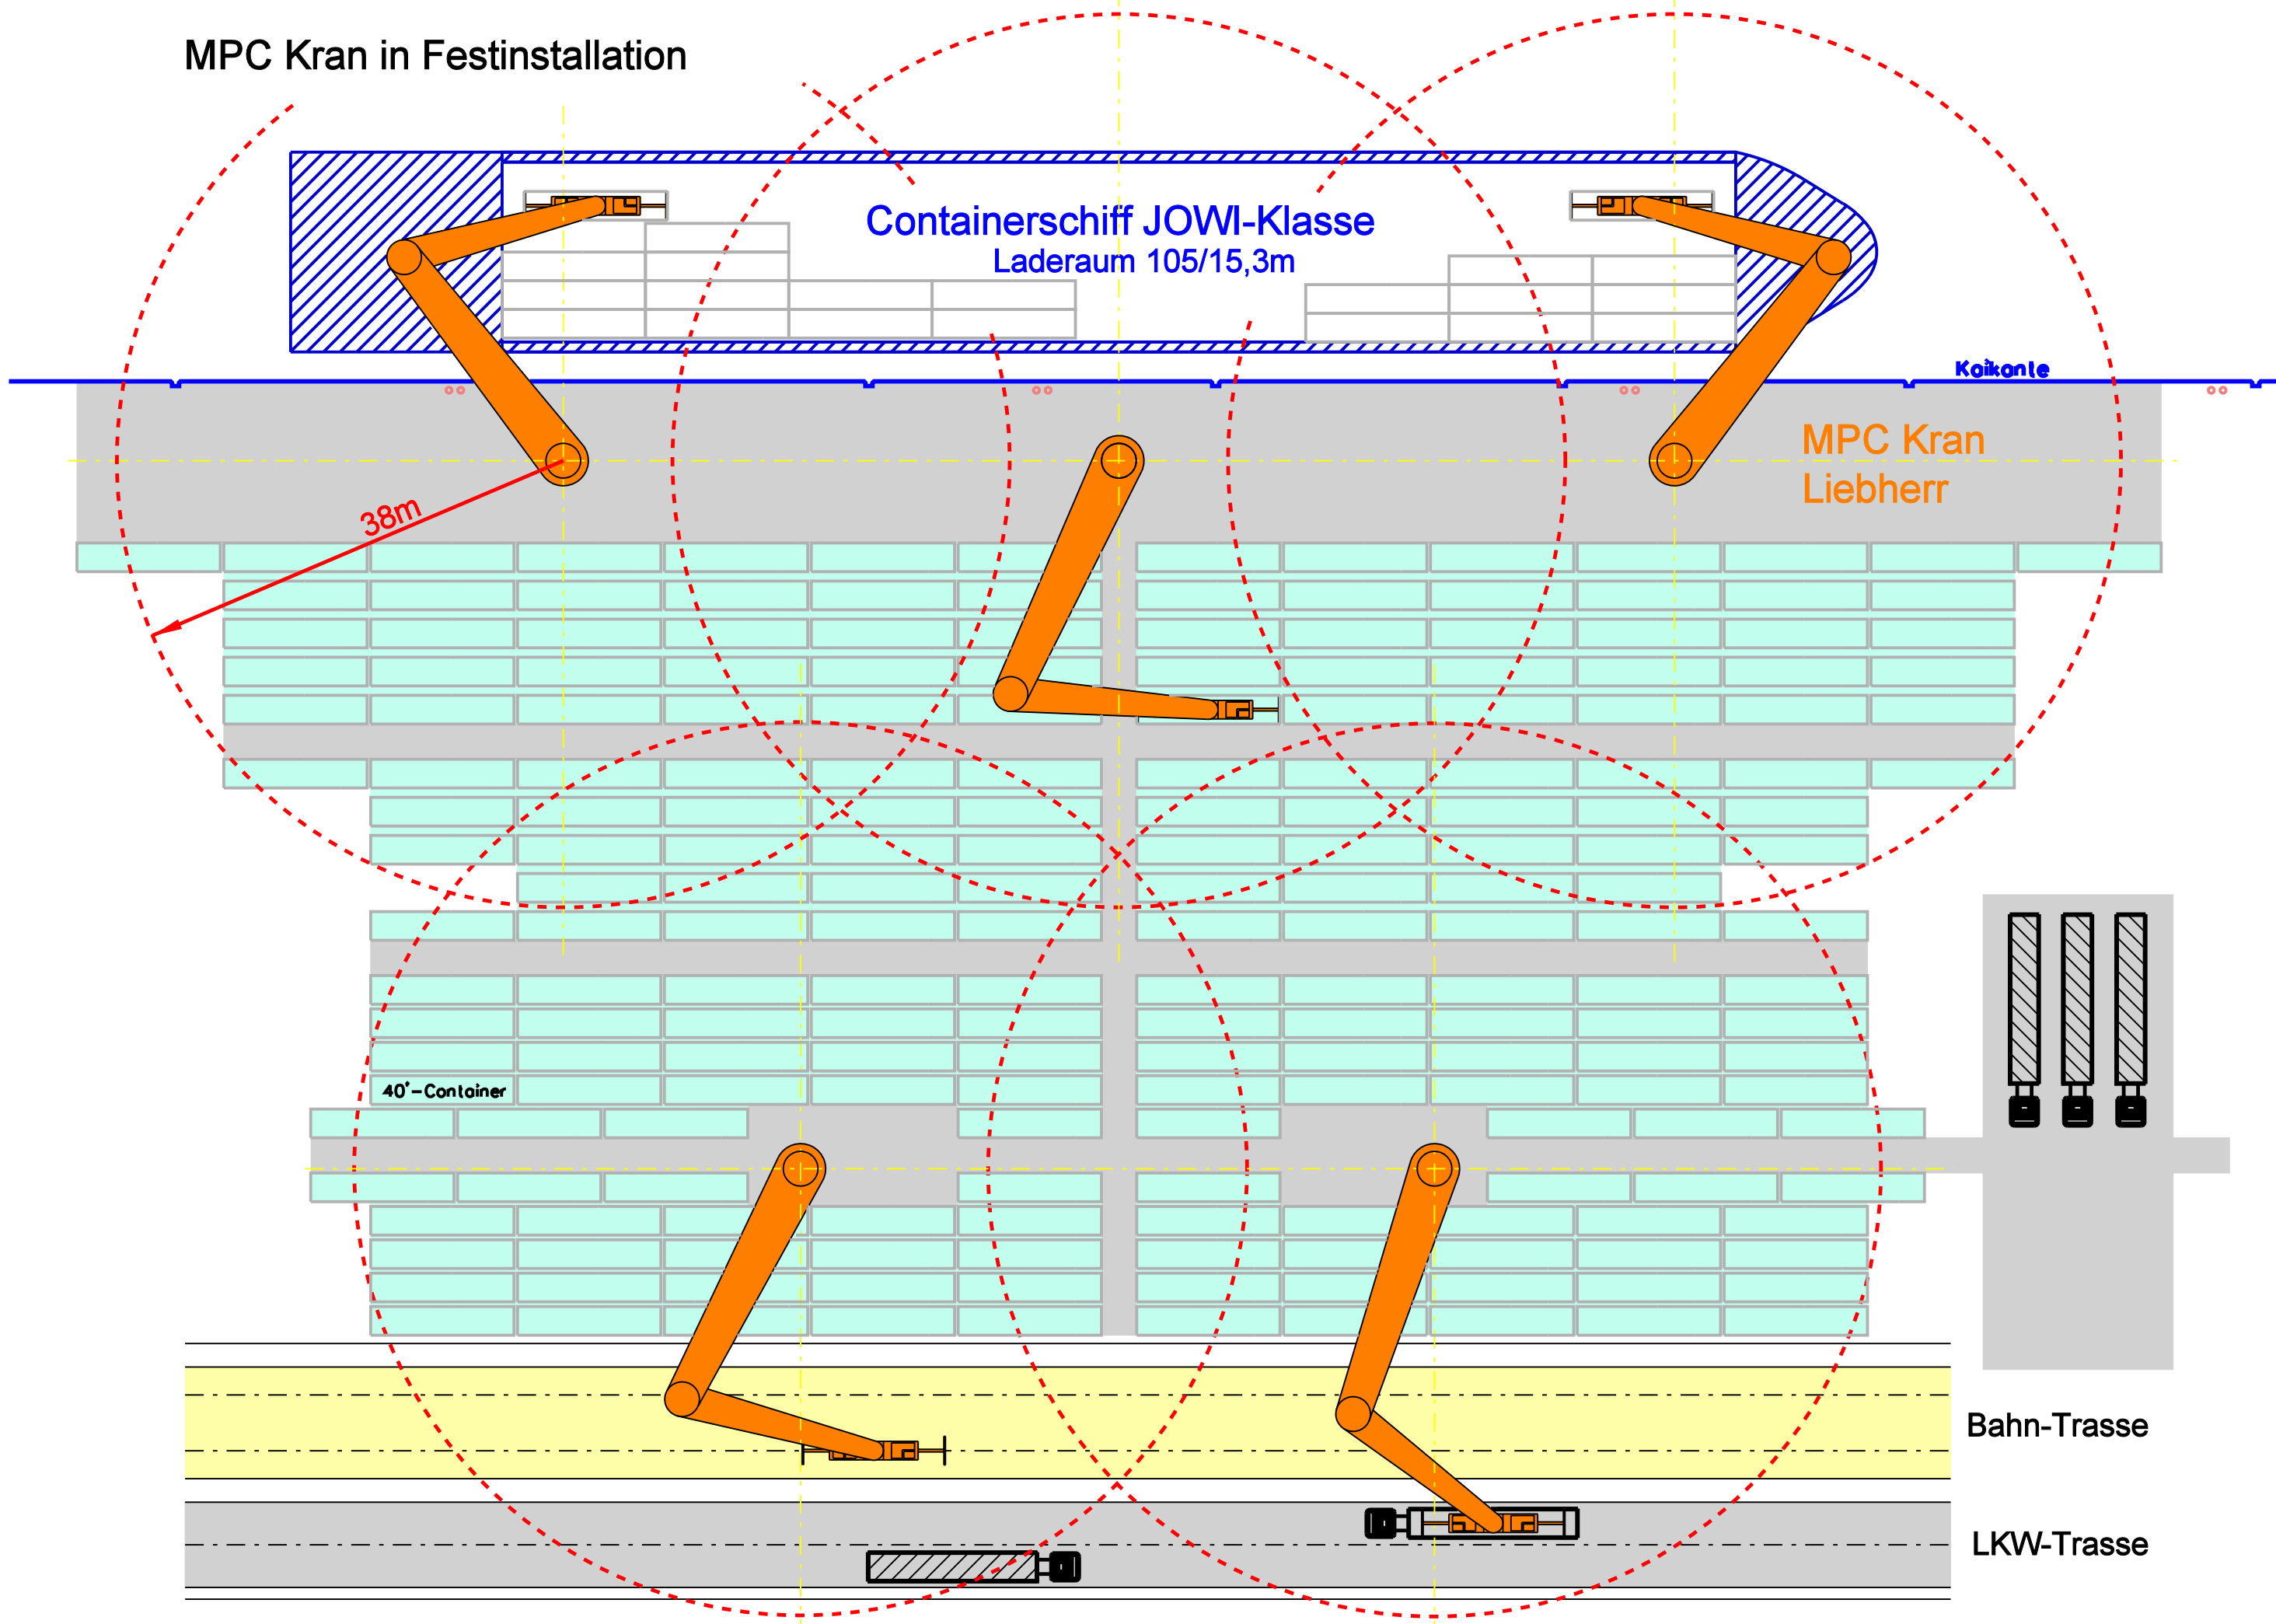 MPC Kran in Festinstallation
Containerschiff JOWI-Klasse
Laderaum 105/15,3m
Kaikante
MPC Kran
Liebherr
38m
40'-Container
Bahn-Trasse
LKW-Trasse